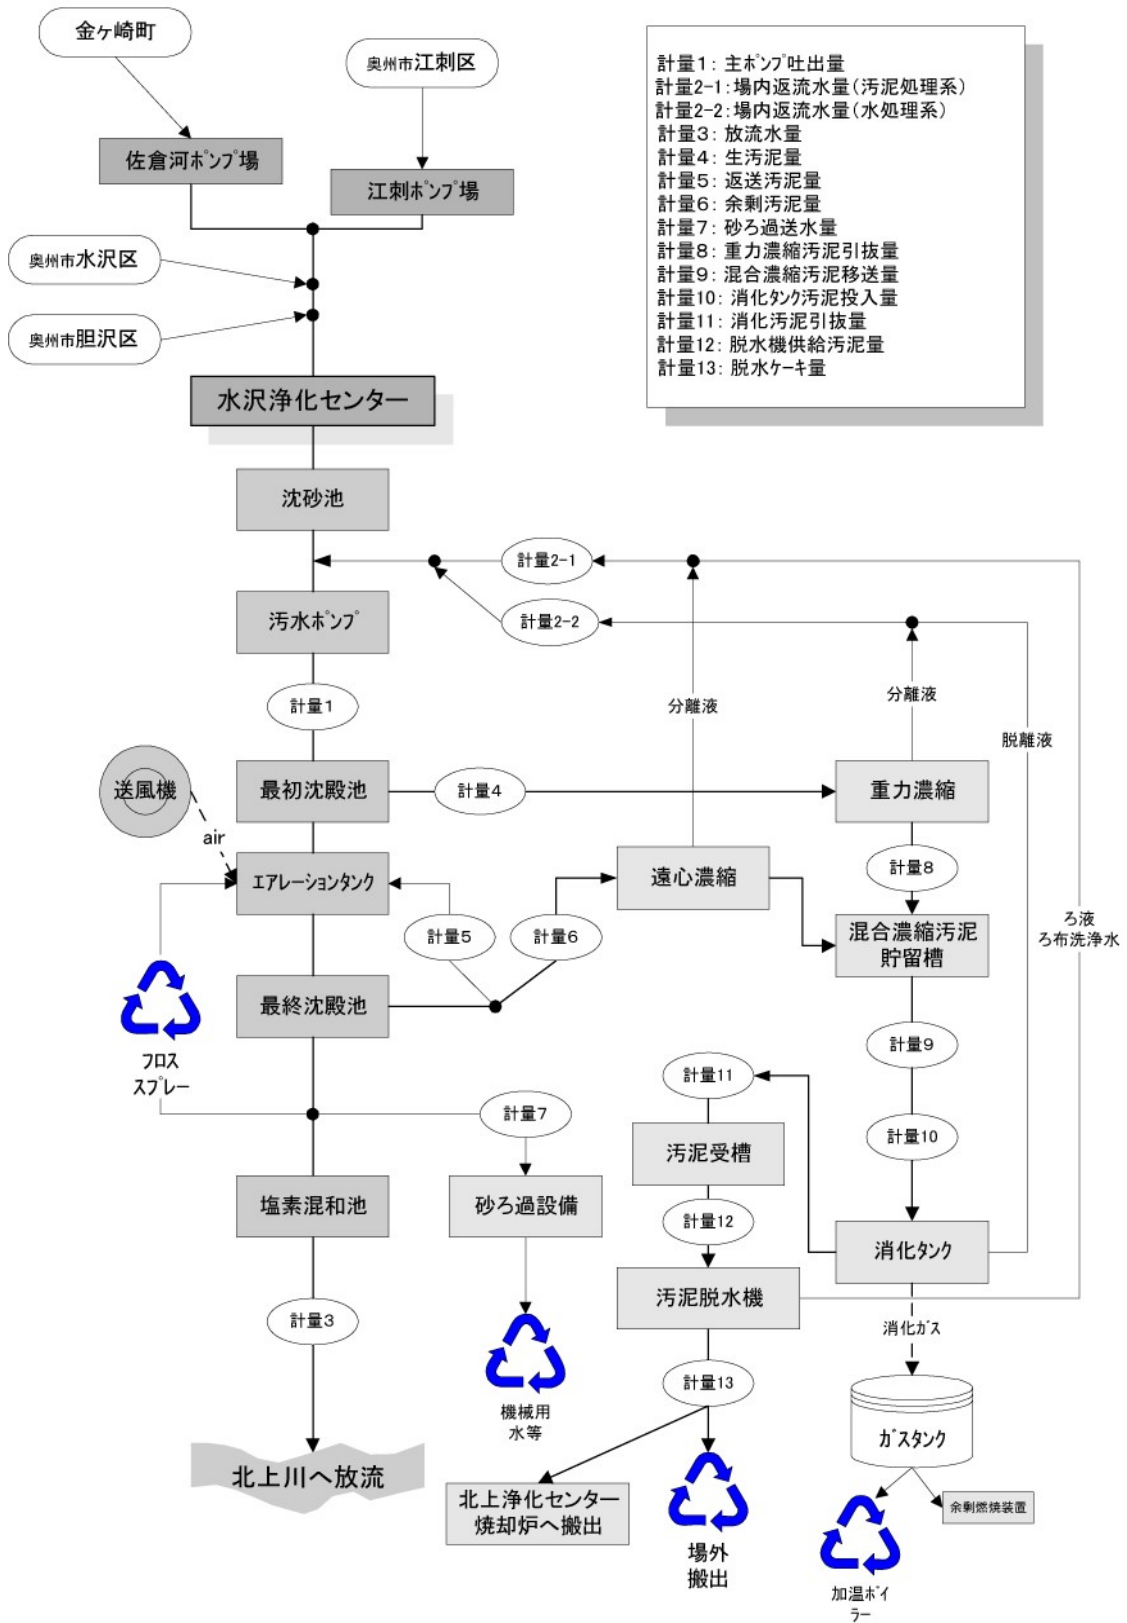 金ヶ崎町
奥州市江刺区
佐倉河ポンプ場
江刺ポンプ場
奥州市水沢区
奥州市胆沢区
水沢浄化センター
計量1：主ポンプ吐出量
計量2-1：場内返流水量（汚泥処理系）
計量2-2：場内返流水量（水処理系）
計量3：放流水量
計量4：生汚泥量
計量5：返送汚泥量
計量6：余剰汚泥量
計量7：砂ろ過送水量
計量8：重力濃縮汚泥引抜量
計量9：混合濃縮汚泥移送量
計量10：消化タンク汚泥投入量
計量11：消化汚泥引抜量
計量12：脱水機供給汚泥量
計量13：脱水ケーキ量
沈砂池
計量2-1
汚水ポンプ
計量2-2
計量1
分離液
分離液
脱離液
送風機
air
最初沈殿池
計量4
重力濃縮
エアレーションタンク
遠心濃縮
計量8
計量5
計量6
混合濃縮汚泥
貯留槽
ろ液
ろ布洗浄水
最終沈殿池
計量9
フロス
スプレー
計量11
計量7
計量10
汚泥受槽
塩素混和池
砂ろ過設備
計量12
消化タンク
汚泥脱水機
計量3
消化ガス
計量13
機械用
水等
ガスタンク
北上川へ放流
北上浄化センター
焼却炉へ搬出
場外
搬出
余剰燃焼装置
加温ボイ
ラー